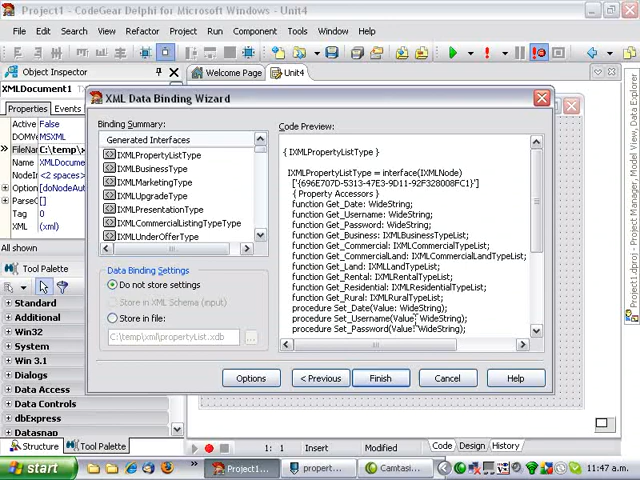 Project1 - CodeGear Delphi for Microsoft Windows - Unit4
File Edit Search View Refactor Project Run Component Tools Window Help
Object Inspector
Welcome Page Unit4
XMLDocument1
Properties Events
Active False
DOMVe MSXML
FileNam C:\temp\x
Name XMLDocume
NodeIn <2 spaces>
Option [doNodeAut
ParseO []
Tag 0
(xml)
All shown
Tool Palette
Standard
Additional
Win32
System
Win 3.1
Dialogs
Data Access
Data Controls
dbExpress
Datasnap
Structure Tool Palette
XML Data Binding Wizard
Binding Summary:
Generated Interfaces
IXMLPropertyListType
IXMLBusinessType
IXMLMarketingType
IXMLUpgradeType
IXMLPresentationType
IXMLCommercialListingTypeType
IXMLUnderOfferType
Data Binding Settings
Do not store settings
Store in XML Schema (input)
Store in file:
C:\temp\xml\propertyList.xdb
...
Code Preview:
{ IXMLPropertyListType }
IXMLPropertyListType = interface(IXMLNode)
['{696E707D-5313-47E3-9D11-92F328008FC1}']
{ Property Accessors }
function Get_Date: WideString;
function Get_Username: WideString;
function Get_Password: WideString;
function Get_Business: IXMLBusinessTypeList;
function Get_Commercial: IXMLCommercialTypeList;
function Get_CommercialLand: IXMLCommercialLandTypeList;
function Get_Land: IXMLLandTypeList;
function Get_Rental: IXMLRentalTypeList;
function Get_Residential: IXMLResidentialTypeList;
function Get_Rural: IXMLRuralTypeList;
procedure Set_Date(Value: WideString);
procedure Set_Username(Value: WideString);
procedure Set_Password(Value: WideString);
Options < Previous Finish Cancel Help
Project1.dproj - Project Manager, Model View, Data Explorer
1: 1 Insert Modified Code Design History
start Project1... propert... Camtasi... 11:47 a.m.